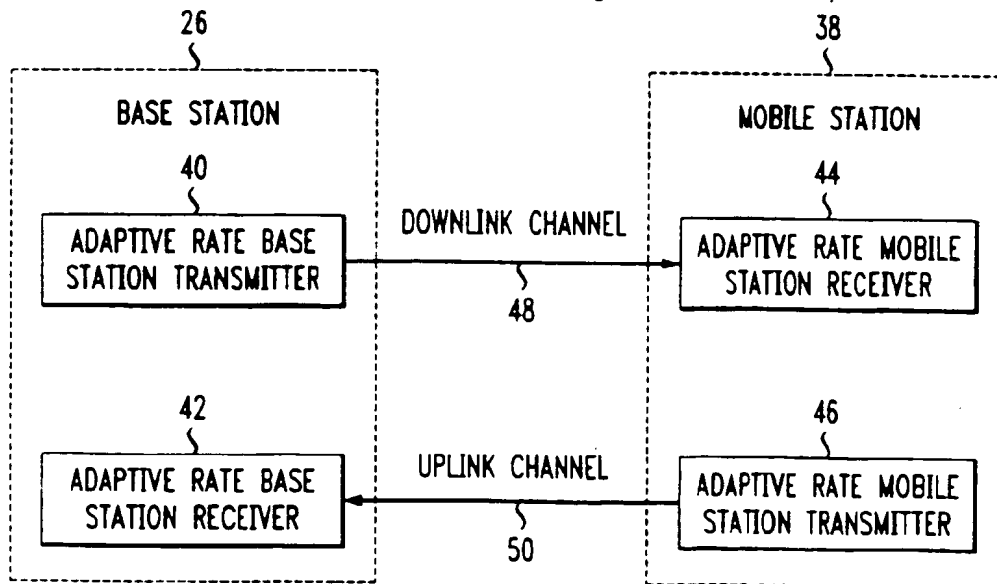 26
38
BASE STATION
MOBILE STATION
40
44
ADAPTIVE RATE BASE
STATION TRANSMITTER
DOWNLINK CHANNEL
48
ADAPTIVE RATE MOBILE
STATION RECEIVER
42
46
ADAPTIVE RATE BASE
STATION RECEIVER
UPLINK CHANNEL
50
ADAPTIVE RATE MOBILE
STATION TRANSMITTER